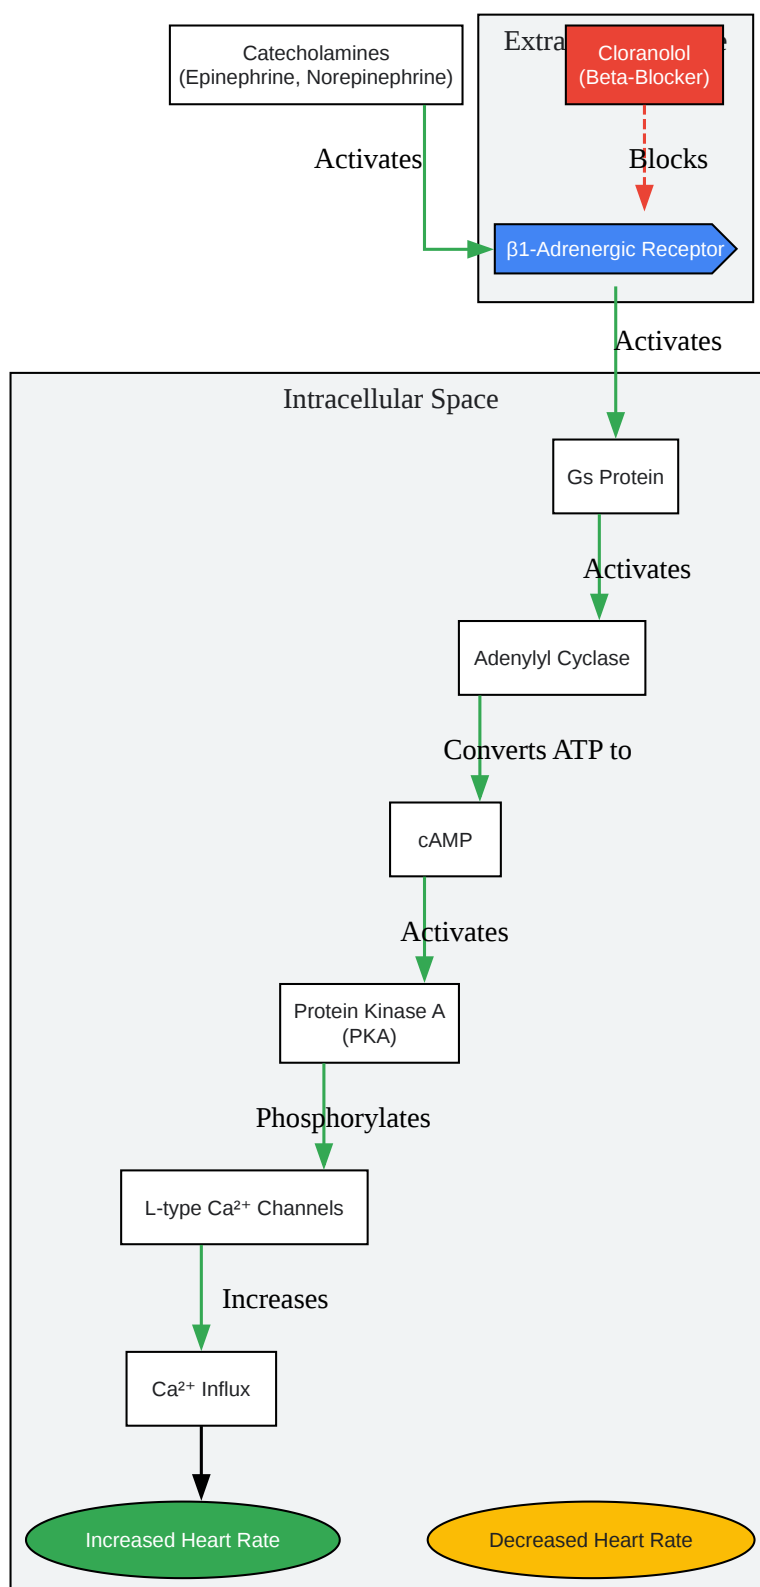 Catecholamines
(Epinephrine, Norepinephrine)
Cloranolol
(Beta-Blocker)
Activates
Blocks
β1-Adrenergic Receptor
Activates
Intracellular Space
Gs Protein
Activates
Adenylyl Cyclase
Converts ATP to
cAMP
Activates
Protein Kinase A
(PKA)
Phosphorylates
L-type Ca²⁺ Channels
Increases
Ca²⁺ Influx
Increased Heart Rate
Decreased Heart Rate